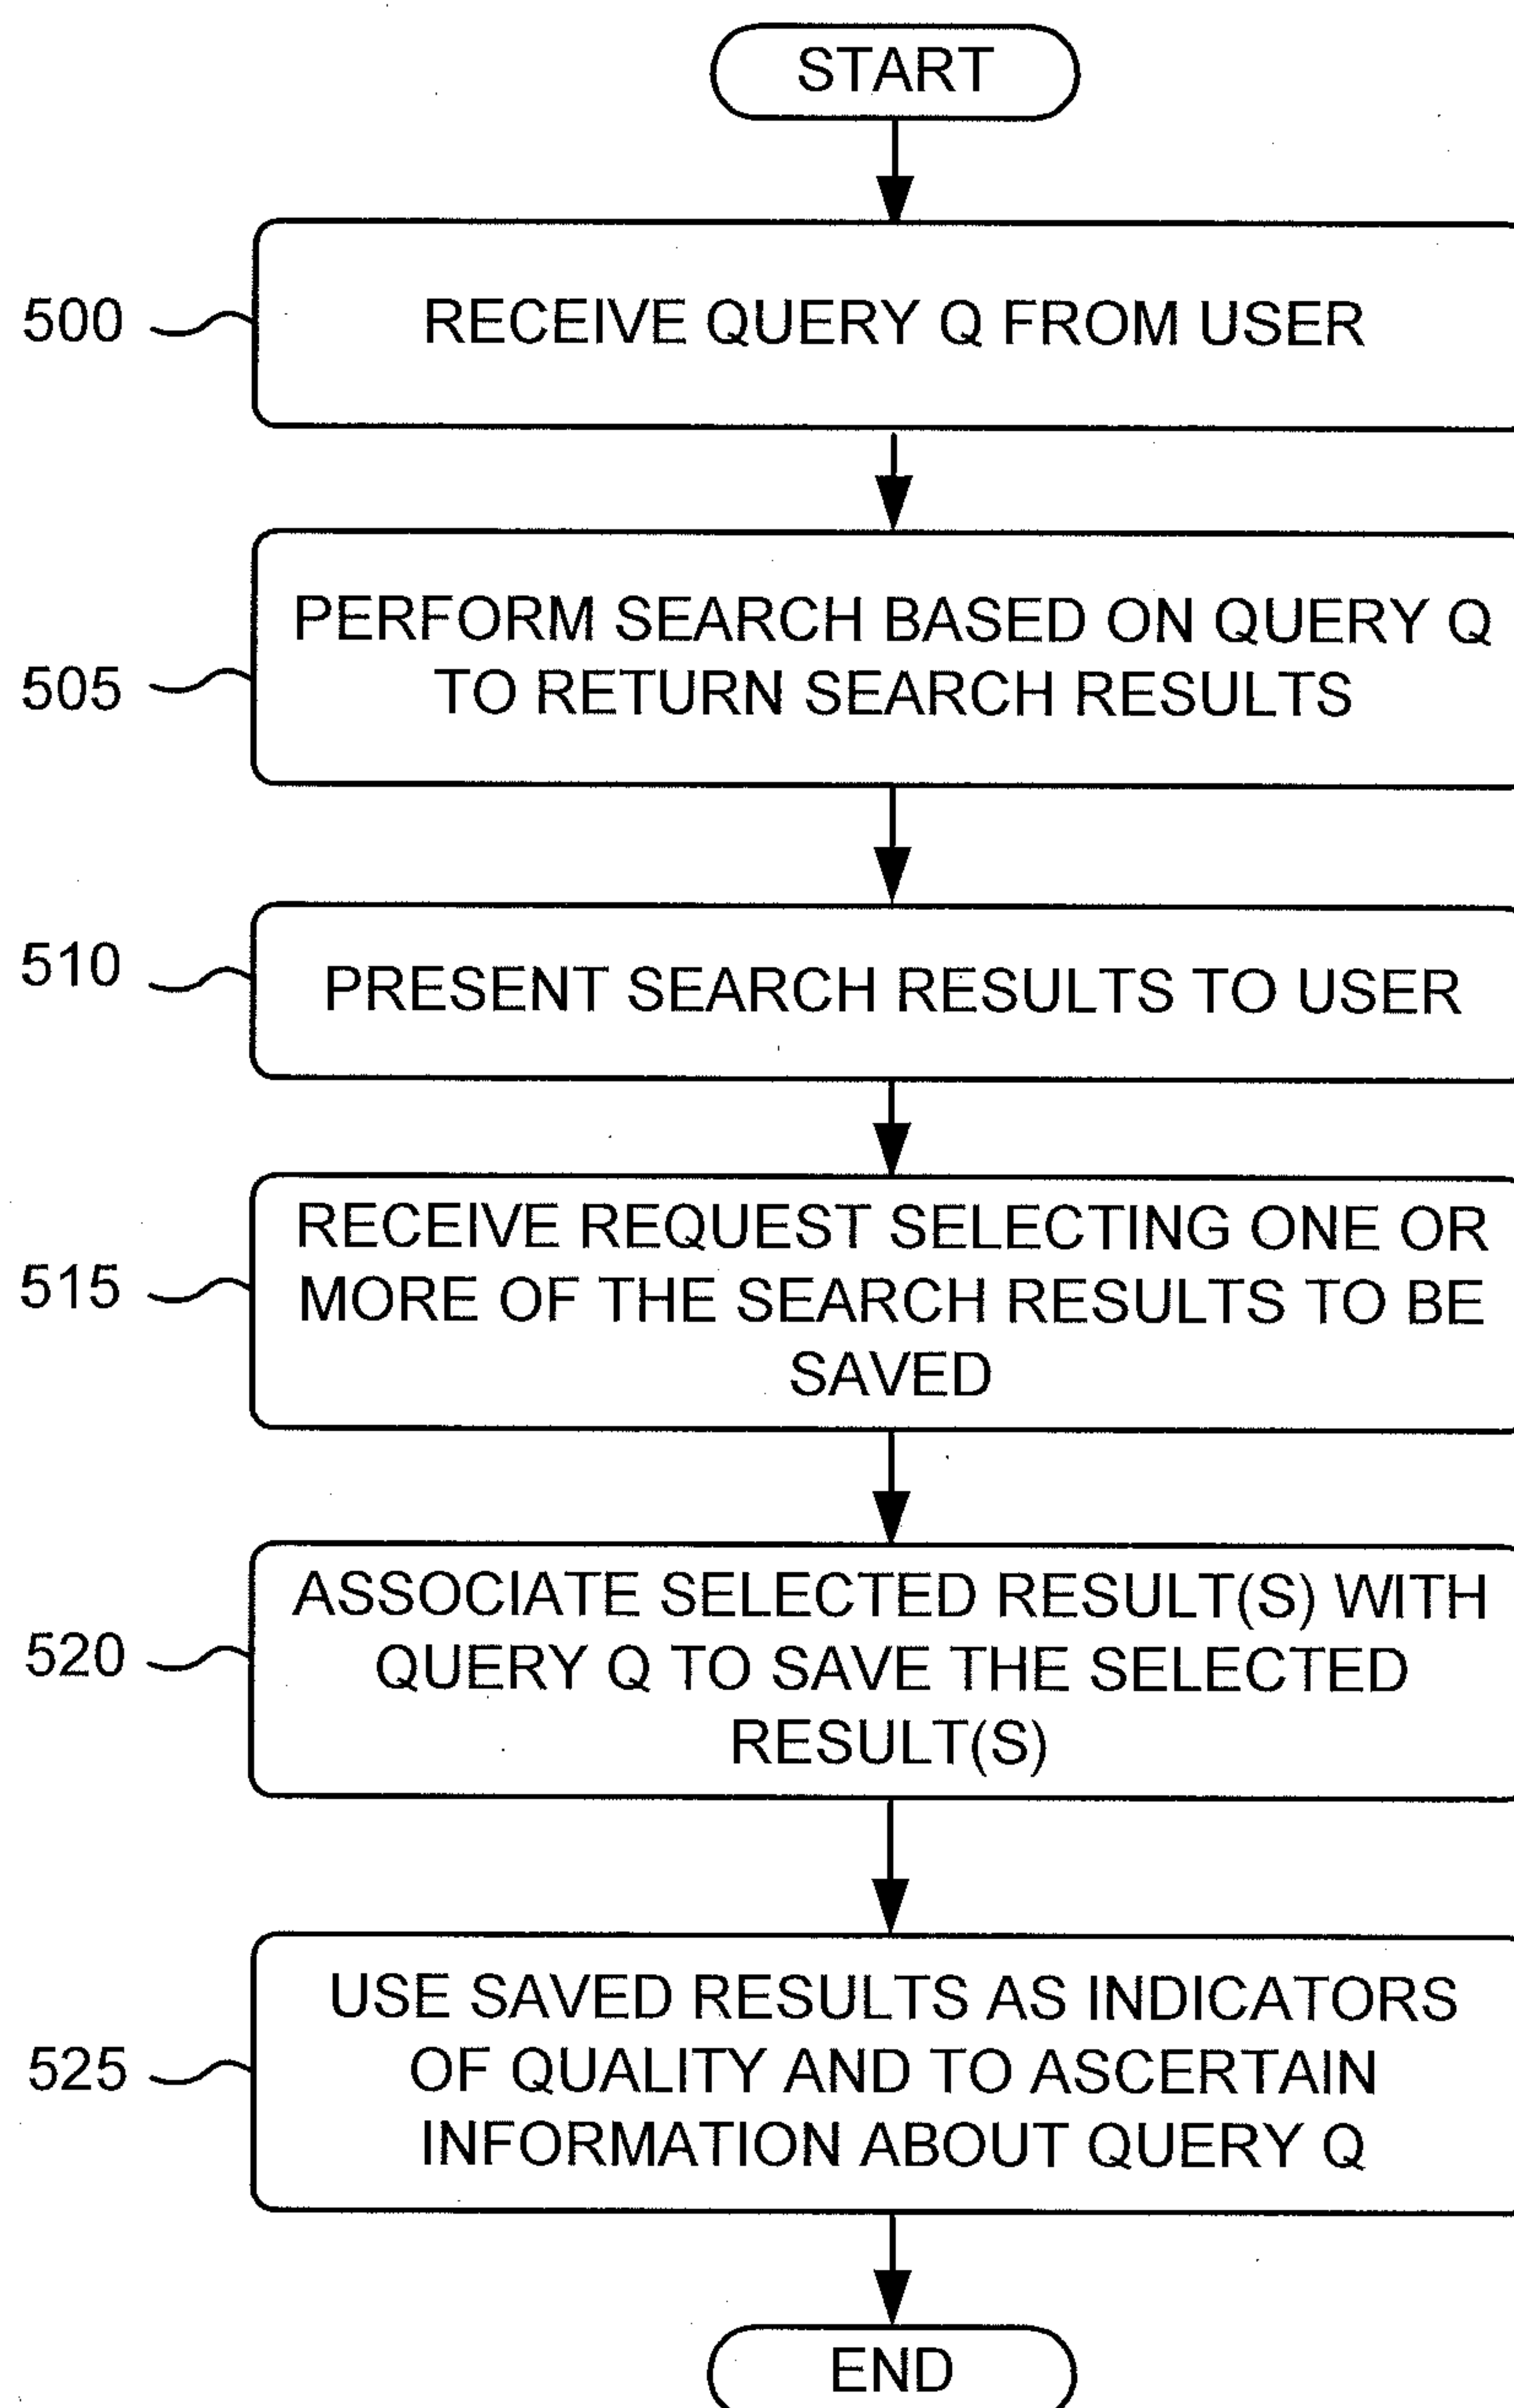 START
500
RECEIVE QUERY Q FROM USER
505
PERFORM SEARCH BASED ON QUERY Q
TO RETURN SEARCH RESULTS
510
PRESENT SEARCH RESULTS TO USER
515
RECEIVE REQUEST SELECTING ONE OR
MORE OF THE SEARCH RESULTS TO BE
SAVED
520
ASSOCIATE SELECTED RESULT(S) WITH
QUERY Q TO SAVE THE SELECTED
RESULT(S)
525
USE SAVED RESULTS AS INDICATORS
OF QUALITY AND TO ASCERTAIN
INFORMATION ABOUT QUERY Q
END